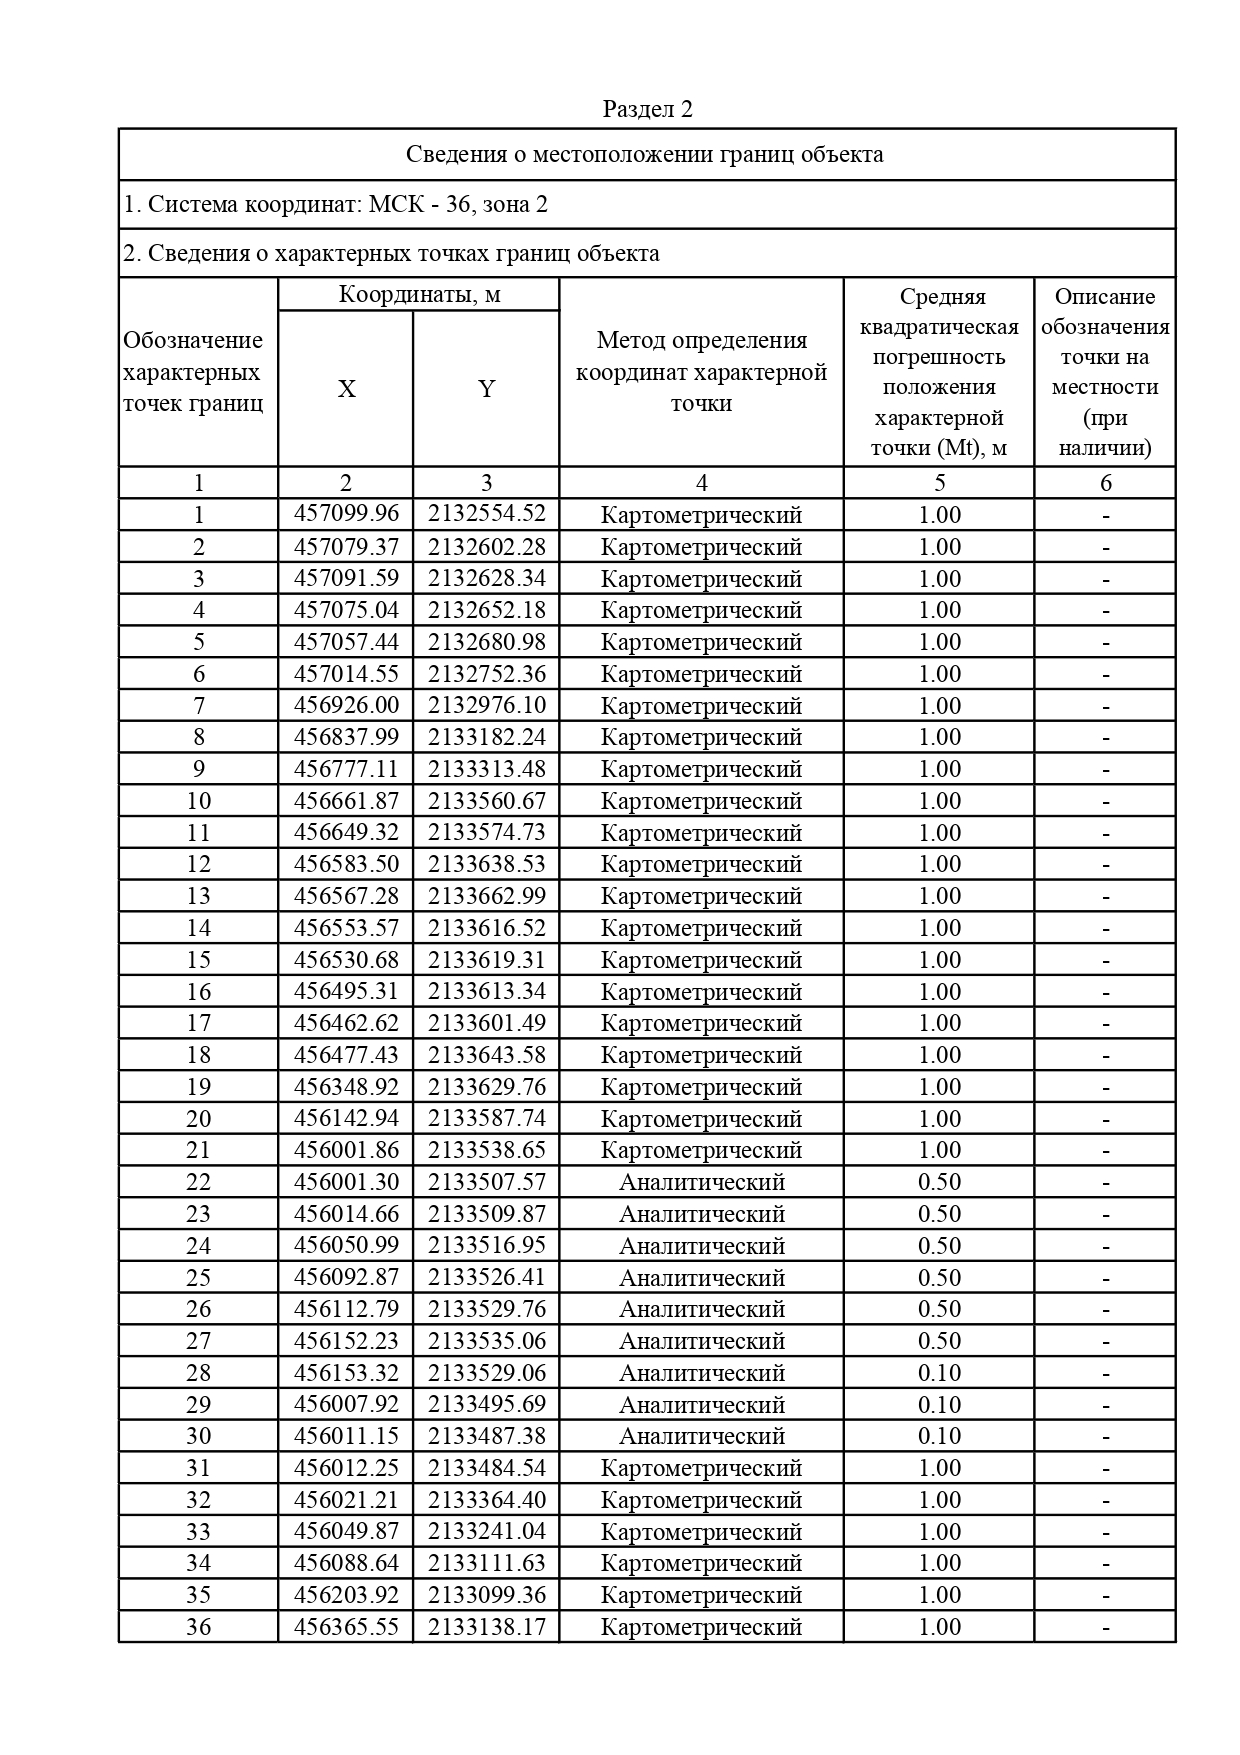 Раздел 2
Сведения о местоположении границ объекта
1. Система координат: МСК - 36, зона 2
2. Сведения о характерных точках границ объекта
Обозначение
характерных
точек границ
Координаты, м
X Y
Метод определения
координат характерной
точки
Средняя
квадратическая
погрешность
положения
характерной
точки (Mt), м
Описание
обозначения
точки на
местности
(при
наличии)
1 2 3 4 5 6
1 457099.96 2132554.52 Картометрический 1.00 -
2 457079.37 2132602.28 Картометрический 1.00 -
3 457091.59 2132628.34 Картометрический 1.00 -
4 457075.04 2132652.18 Картометрический 1.00 -
5 457057.44 2132680.98 Картометрический 1.00 -
6 457014.55 2132752.36 Картометрический 1.00 -
7 456926.00 2132976.10 Картометрический 1.00 -
8 456837.99 2133182.24 Картометрический 1.00 -
9 456777.11 2133313.48 Картометрический 1.00 -
10 456661.87 2133560.67 Картометрический 1.00 -
11 456649.32 2133574.73 Картометрический 1.00 -
12 456583.50 2133638.53 Картометрический 1.00 -
13 456567.28 2133662.99 Картометрический 1.00 -
14 456553.57 2133616.52 Картометрический 1.00 -
15 456530.68 2133619.31 Картометрический 1.00 -
16 456495.31 2133613.34 Картометрический 1.00 -
17 456462.62 2133601.49 Картометрический 1.00 -
18 456477.43 2133643.58 Картометрический 1.00 -
19 456348.92 2133629.76 Картометрический 1.00 -
20 456142.94 2133587.74 Картометрический 1.00 -
21 456001.86 2133538.65 Картометрический 1.00 -
22 456001.30 2133507.57 Аналитический 0.50 -
23 456014.66 2133509.87 Аналитический 0.50 -
24 456050.99 2133516.95 Аналитический 0.50 -
25 456092.87 2133526.41 Аналитический 0.50 -
26 456112.79 2133529.76 Аналитический 0.50 -
27 456152.23 2133535.06 Аналитический 0.50 -
28 456153.32 2133529.06 Аналитический 0.10 -
29 456007.92 2133495.69 Аналитический 0.10 -
30 456011.15 2133487.38 Аналитический 0.10 -
31 456012.25 2133484.54 Картометрический 1.00 -
32 456021.21 2133364.40 Картометрический 1.00 -
33 456049.87 2133241.04 Картометрический 1.00 -
34 456088.64 2133111.63 Картометрический 1.00 -
35 456203.92 2133099.36 Картометрический 1.00 -
36 456365.55 2133138.17 Картометрический 1.00 -